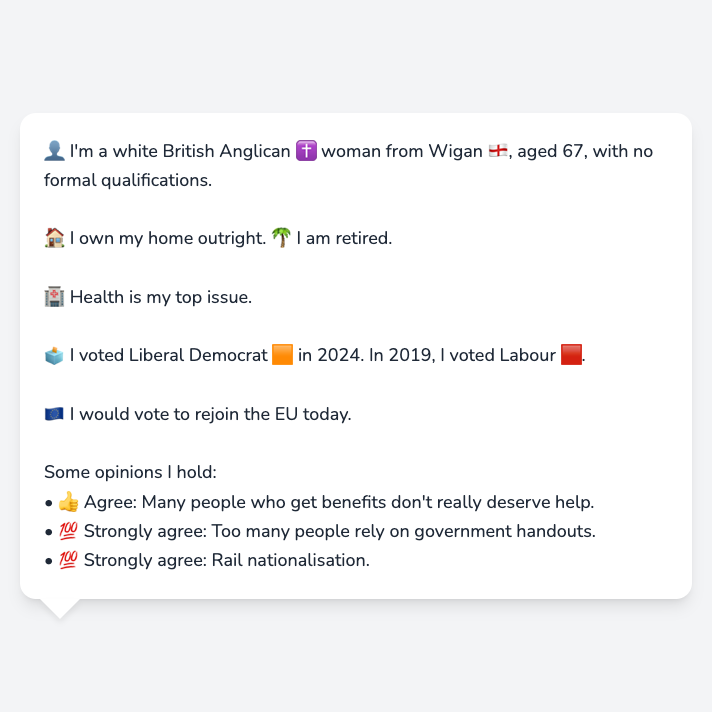 👤 I'm a white British Anglican ✝️ woman from Wigan 🏴󠁧󠁢󠁥󠁮󠁧󠁿, aged 67, with no
formal qualifications.
🏠 I own my home outright. 🌴 I am retired.
🏥 Health is my top issue.
🗳️ I voted Liberal Democrat 🟧 in 2024. In 2019, I voted Labour 🟥.
🇪🇺 I would vote to rejoin the EU today.
Some opinions I hold:
• 👍 Agree: Many people who get benefits don't really deserve help.
• 💯 Strongly agree: Too many people rely on government handouts.
• 💯 Strongly agree: Rail nationalisation.